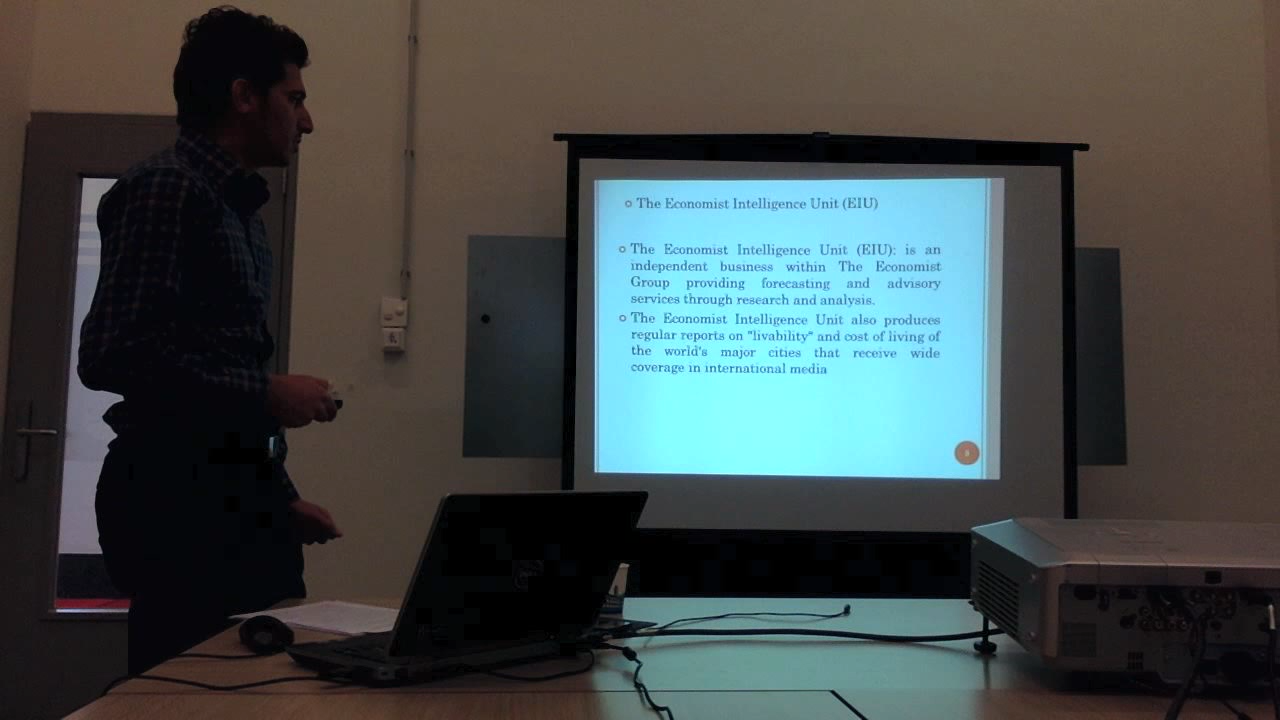 The Economist Intelligence Unit (EIU)
The Economist Intelligence Unit (EIU): is an
independent business within The Economist
Group providing forecasting and advisory
services through research and analysis.
The Economist Intelligence Unit also produces
regular reports on "livability" and cost of living of
the world's major cities that receive wide
coverage in international media